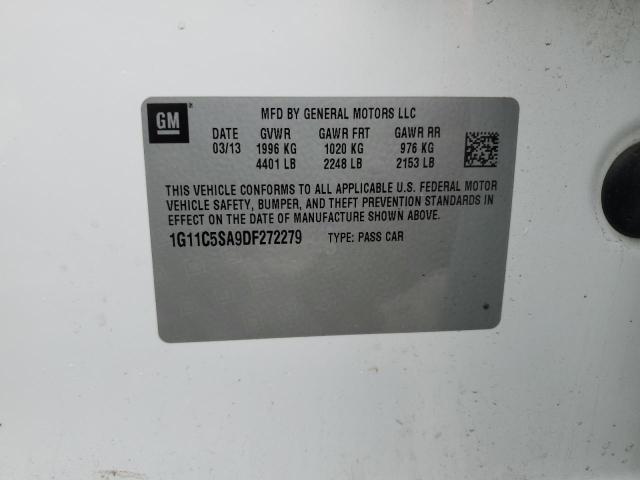 GM
MFD BY GENERAL MOTORS LLC
DATE GVWR GAWR FRT GAWR RR
03/13 1996 KG 1020 KG 976 KG
4401 LB 2248 LB 2153 LB
THIS VEHICLE CONFORMS TO ALL APPLICABLE U.S. FEDERAL MOTOR
VEHICLE SAFETY, BUMPER, AND THEFT PREVENTION STANDARDS IN
EFFECT ON THE DATE OF MANUFACTURE SHOWN ABOVE.
1G11C5SA9DF272279 TYPE: PASS CAR